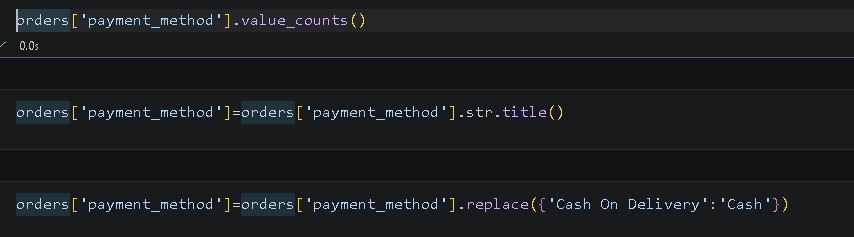 orders['payment_method'].value_counts()
0.0s
orders['payment_method']=orders['payment_method'].str.title()
orders['payment_method']=orders['payment_method'].replace({'Cash On Delivery':'Cash'})